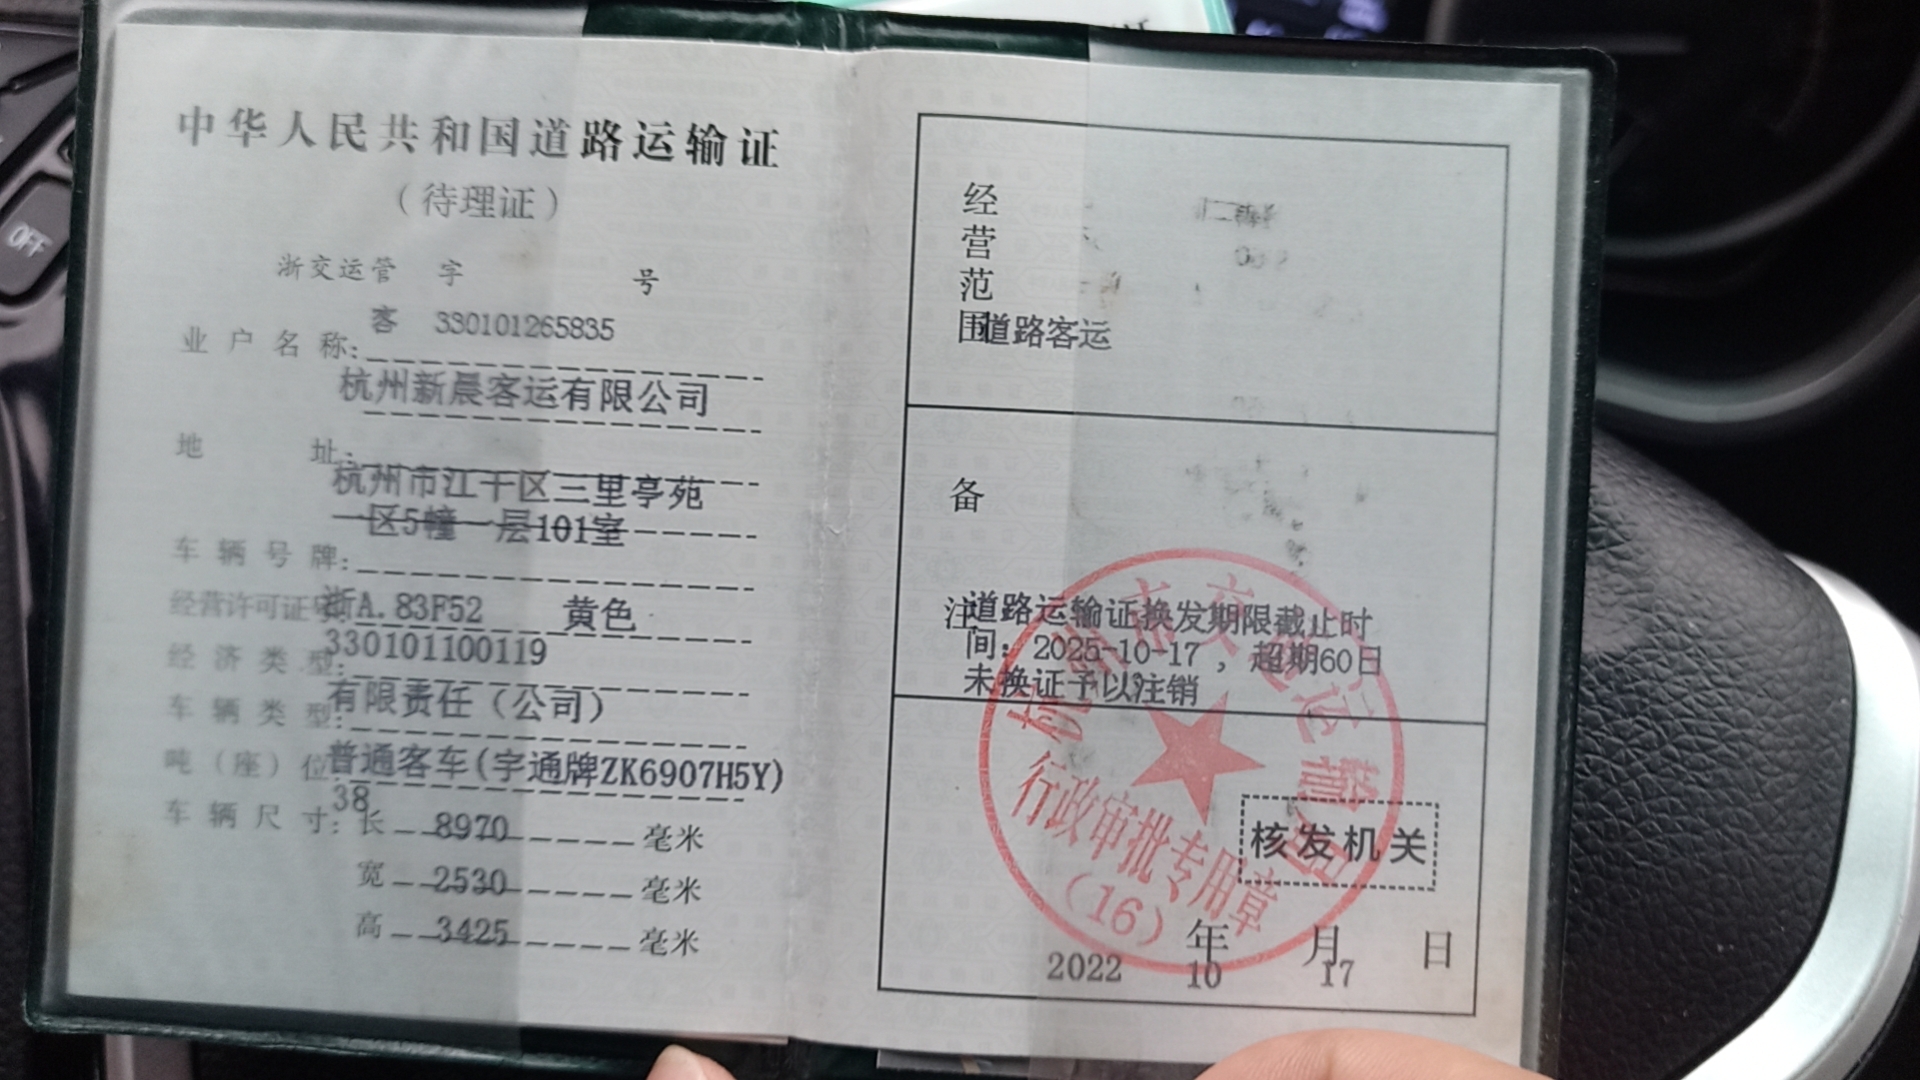 中华人民共和国道路运输证
（待理证）
浙交运管 字 号
客 330101265835
业户名称：
杭州新晨客运有限公司
地 址：
杭州市江干区三里亭苑
一区5幢一层101室
车辆号牌：
浙A.83F52 黄色
经营许可证号
330101100119
经济类型：
有限责任（公司）
车辆类型：
普通客车(宇通牌ZK6907H5Y)
吨（座）位
38
车辆尺寸：长 8970 毫米
宽 2530 毫米
高 3425 毫米
经营范围
道路客运
备注
道路运输证换发期限截止时
间：2025-10-17，超期60日
未换证予以注销
杭州市交通运输局
行政审批专用章
（16）
核发机关
年 月 日
2022 10 17
OFF